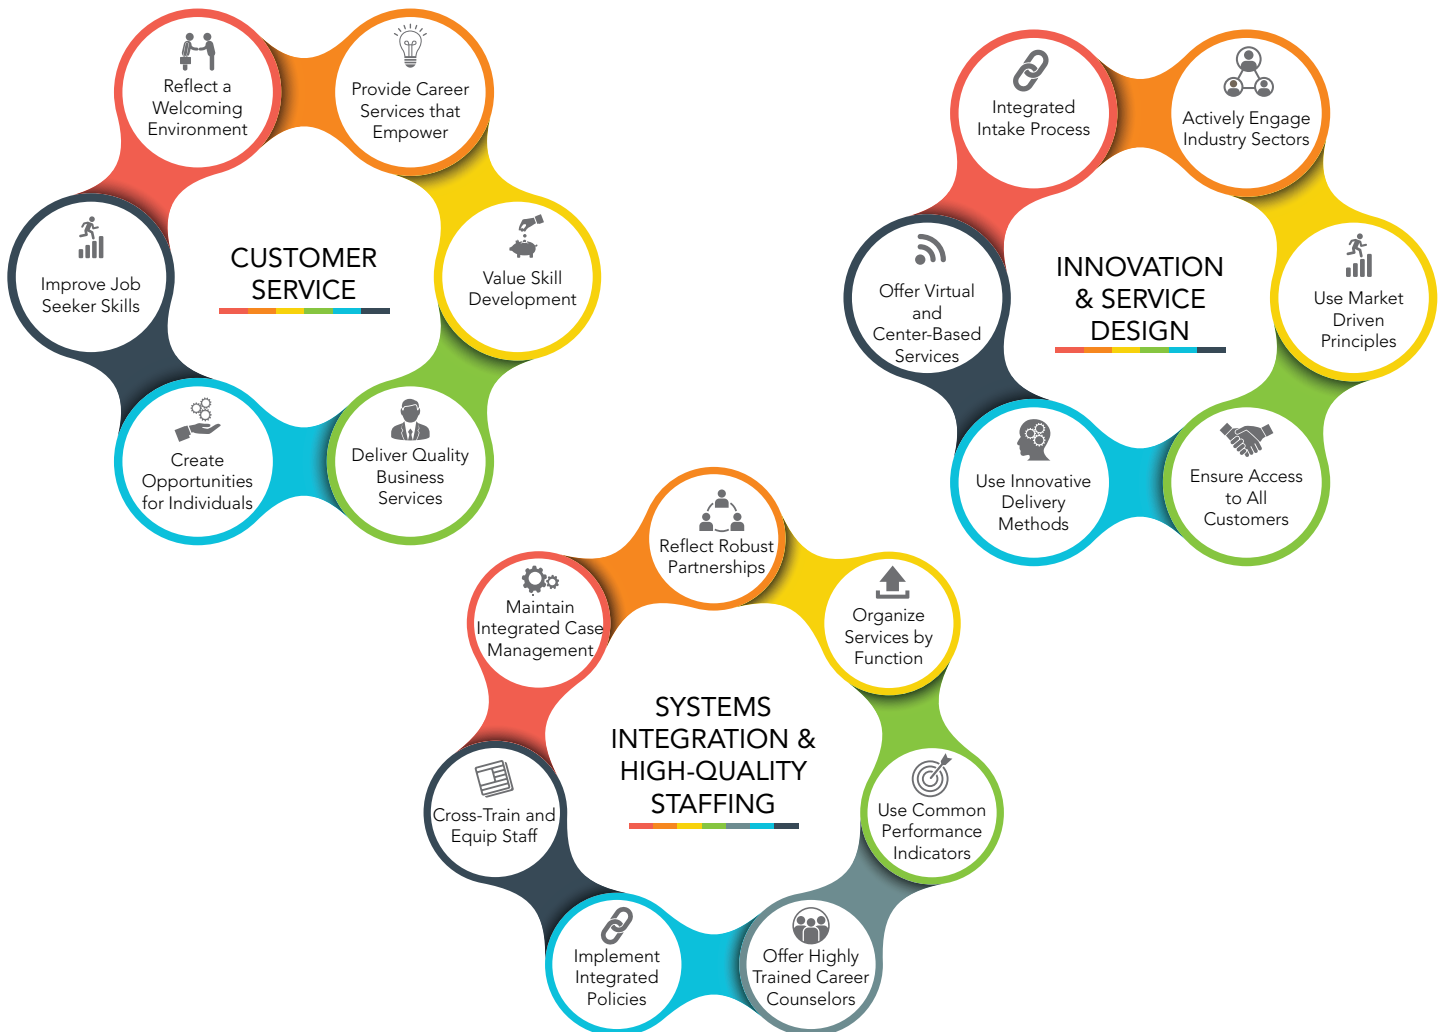 CUSTOMER
SERVICE
Reflect a
Welcoming
Environment
Provide Career
Services that
Empower
Value Skill
Development
Deliver Quality
Business
Services
Create
Opportunities
for Individuals
Improve Job
Seeker Skills
INNOVATION
& SERVICE
DESIGN
Integrated
Intake Process
Actively Engage
Industry Sectors
Use Market
Driven
Principles
Ensure Access
to All
Customers
Use Innovative
Delivery
Methods
Offer Virtual
and
Center-Based
Services
SYSTEMS
INTEGRATION &
HIGH-QUALITY
STAFFING
Maintain
Integrated Case
Management
Reflect Robust
Partnerships
Organize
Services by
Function
Use Common
Performance
Indicators
Offer Highly
Trained Career
Counselors
Implement
Integrated
Policies
Cross-Train and
Equip Staff